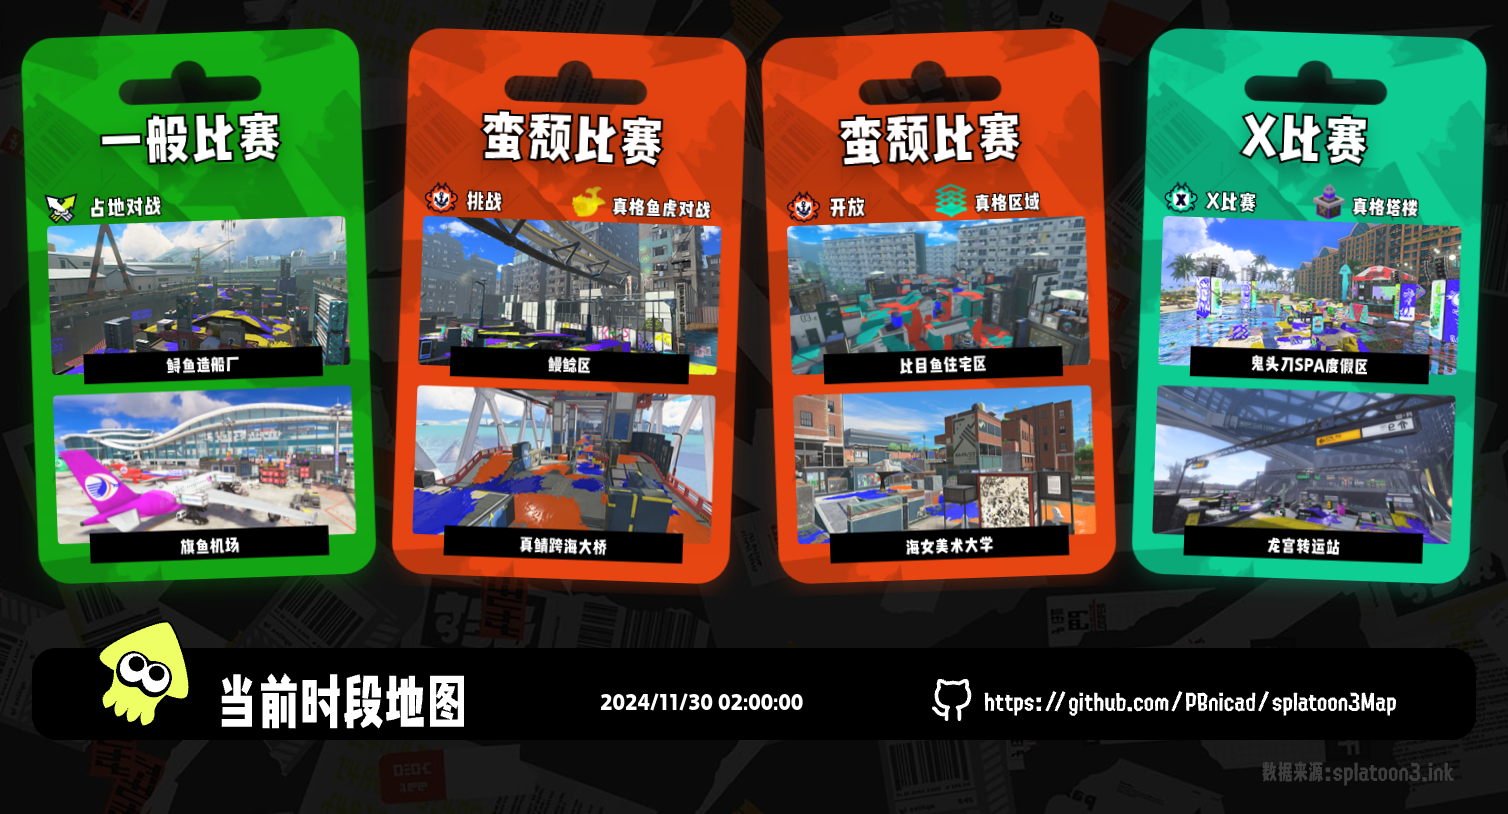 一般比赛
占地对战
鲟鱼造船厂
旗鱼机场
蛮颓比赛
挑战
真格鱼虎对战
鳗鲶区
真鲭跨海大桥
蛮颓比赛
开放
真格区域
比目鱼住宅区
海女美术大学
X比赛
X比赛
真格塔楼
鬼头刀SPA度假区
龙宫转运站
当前时段地图
2024/11/30 02:00:00
https://github.com/PBnicad/splatoon3Map
数据来源:splatoon3.ink